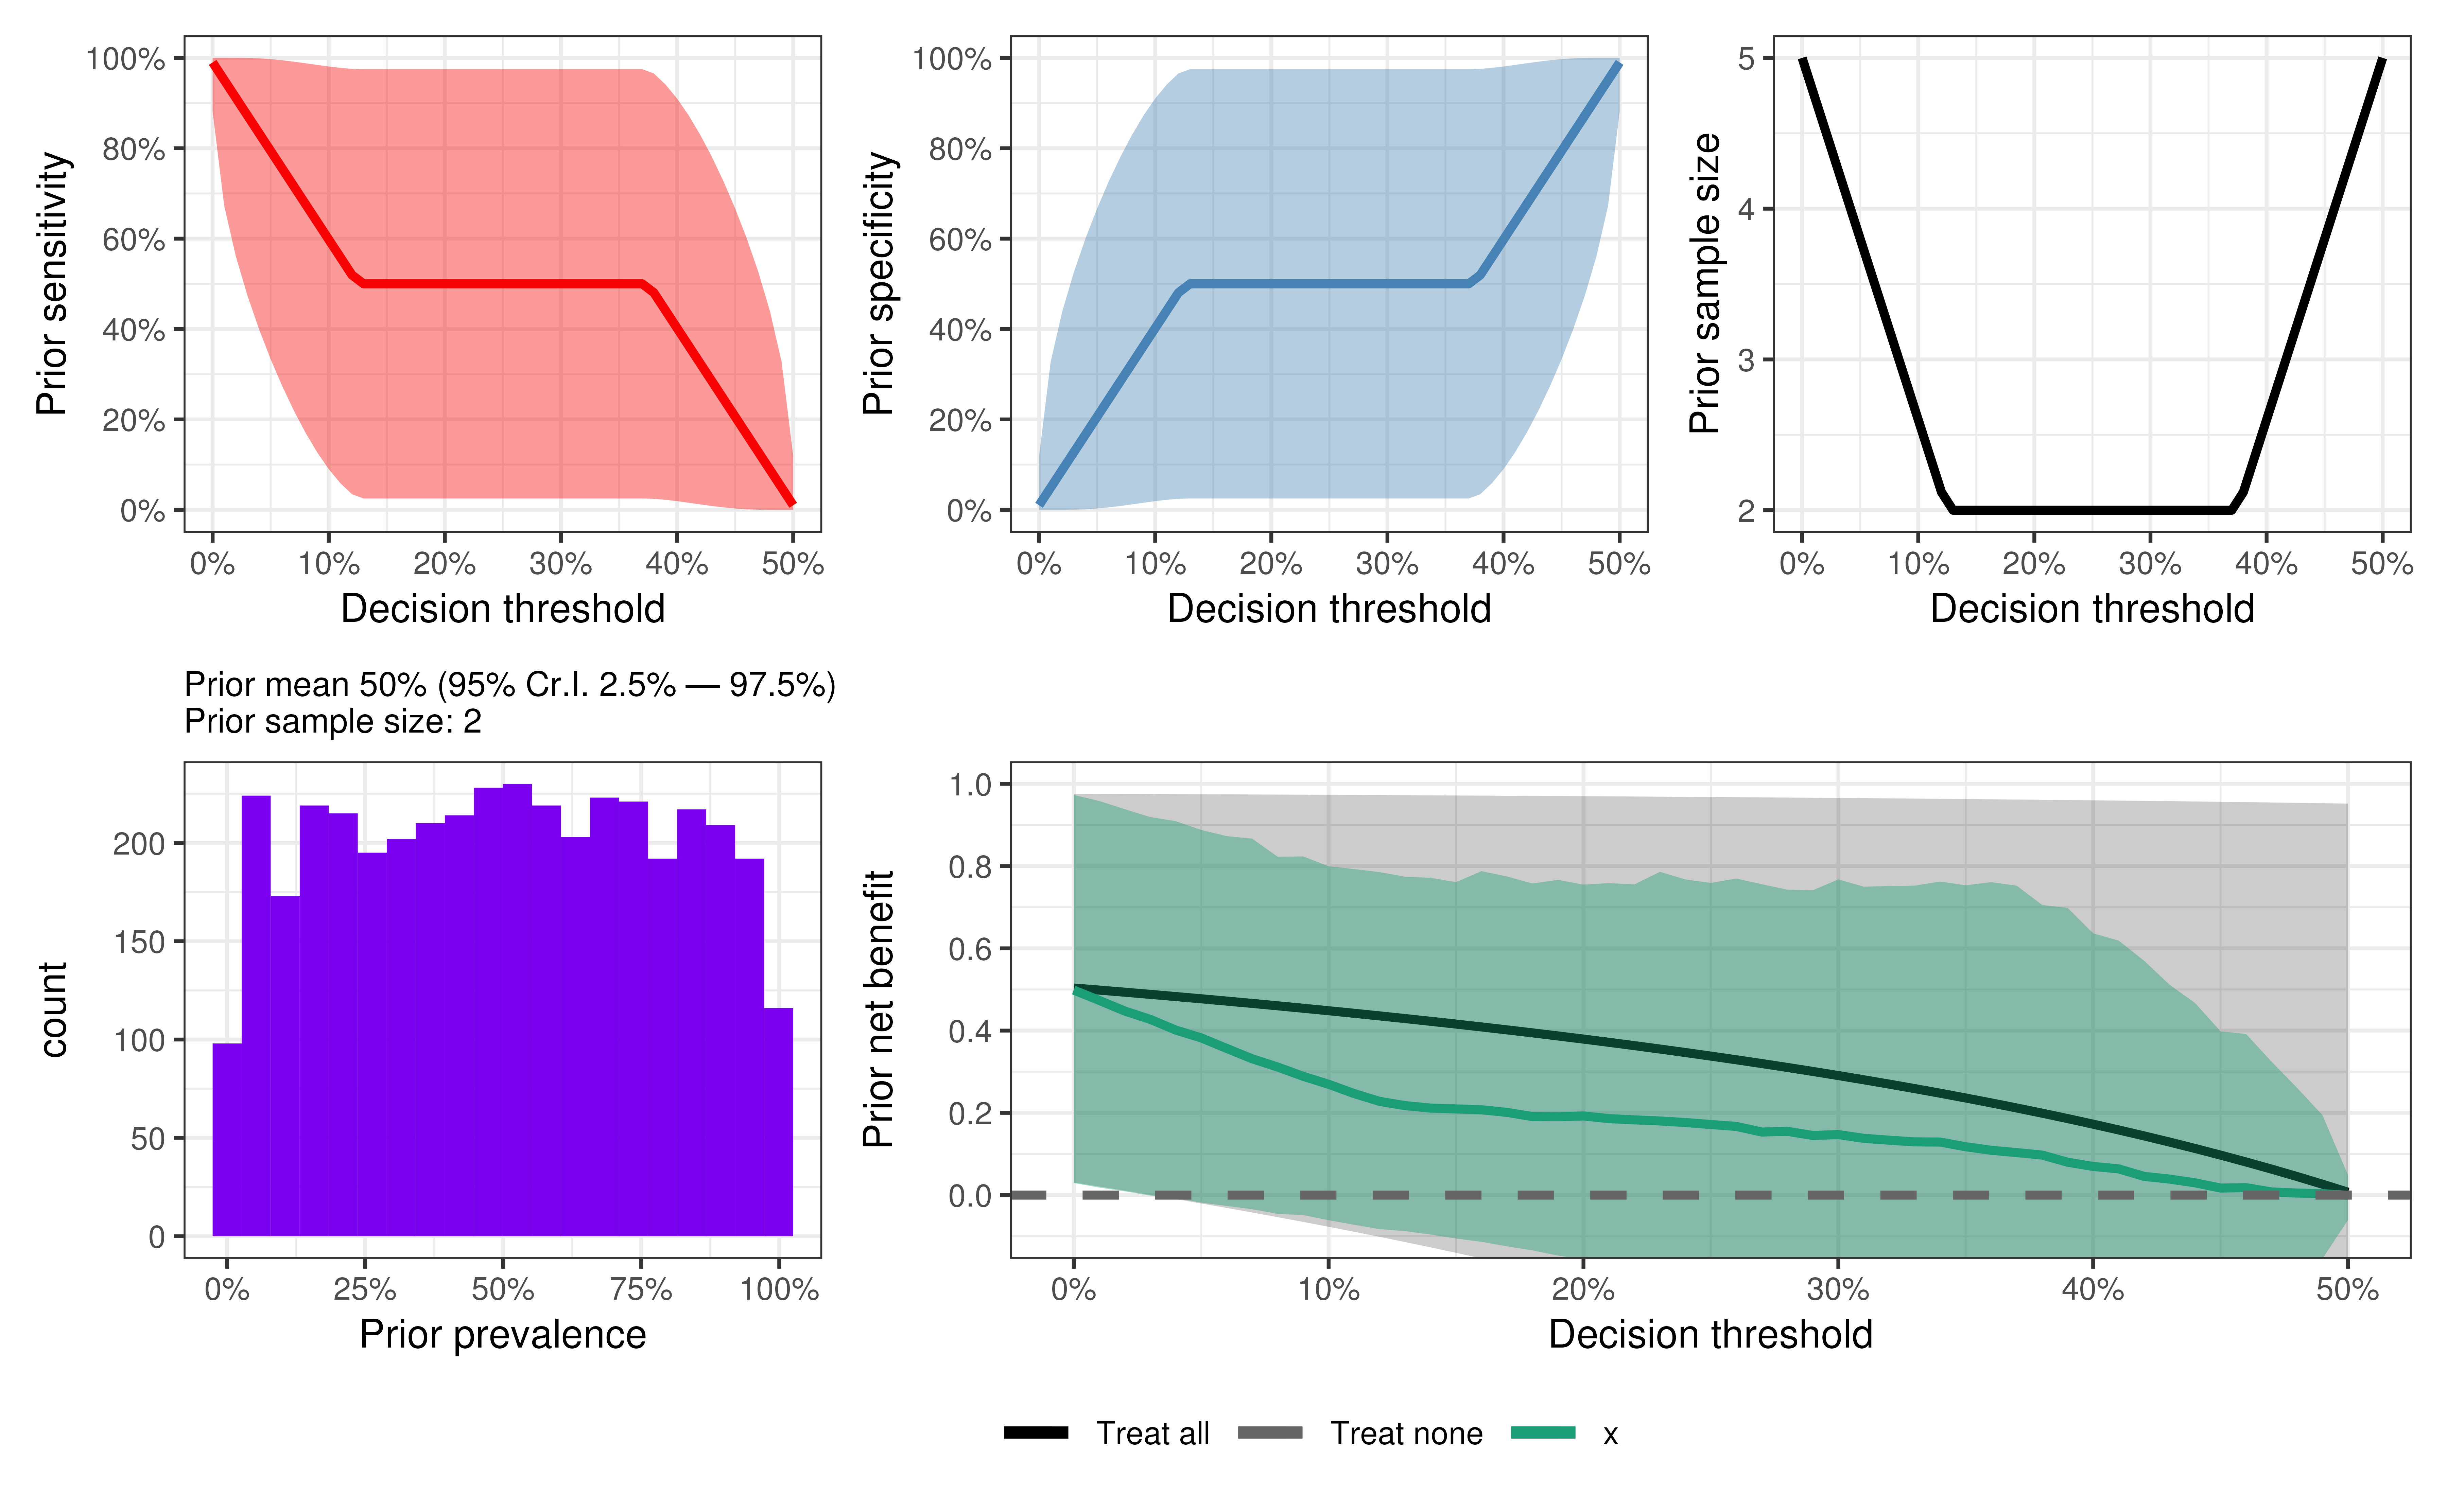 100%
80%
60%
40%
20%
0%
Prior sensitivity
0% 10% 20% 30% 40% 50%
Decision threshold
100%
80%
60%
40%
20%
0%
Prior specificity
0% 10% 20% 30% 40% 50%
Decision threshold
5
4
3
2
Prior sample size
0% 10% 20% 30% 40% 50%
Decision threshold
Prior mean 50% (95% Cr.I. 2.5% — 97.5%)
Prior sample size: 2
200
150
100
50
0
count
0% 25% 50% 75% 100%
Prior prevalence
1.0
0.8
0.6
0.4
0.2
0.0
Prior net benefit
0% 10% 20% 30% 40% 50%
Decision threshold
Treat all Treat none x